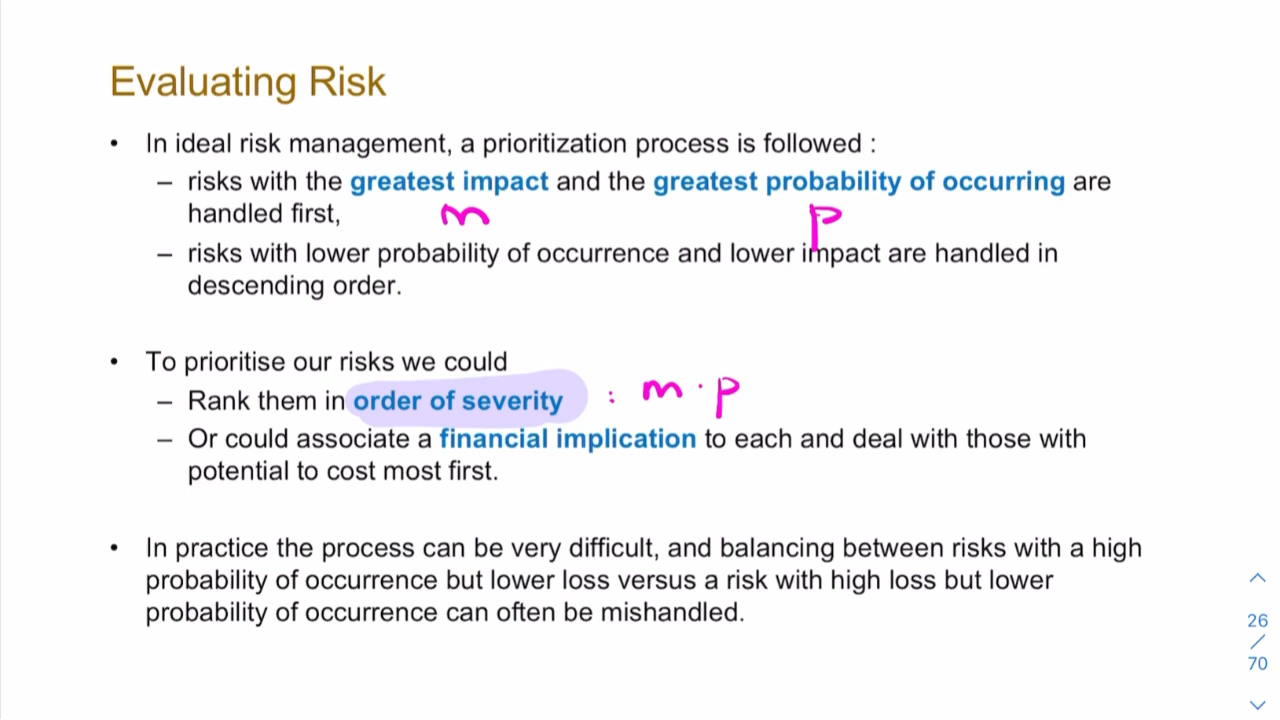 Evaluating Risk
• In ideal risk management, a prioritization process is followed :
– risks with the greatest impact and the greatest probability of occurring are
handled first,
m p
– risks with lower probability of occurrence and lower impact are handled in
descending order.
• To prioritise our risks we could
– Rank them in order of severity : m · p
– Or could associate a financial implication to each and deal with those with
potential to cost most first.
• In practice the process can be very difficult, and balancing between risks with a high
probability of occurrence but lower loss versus a risk with high loss but lower
probability of occurrence can often be mishandled.
26
/
70